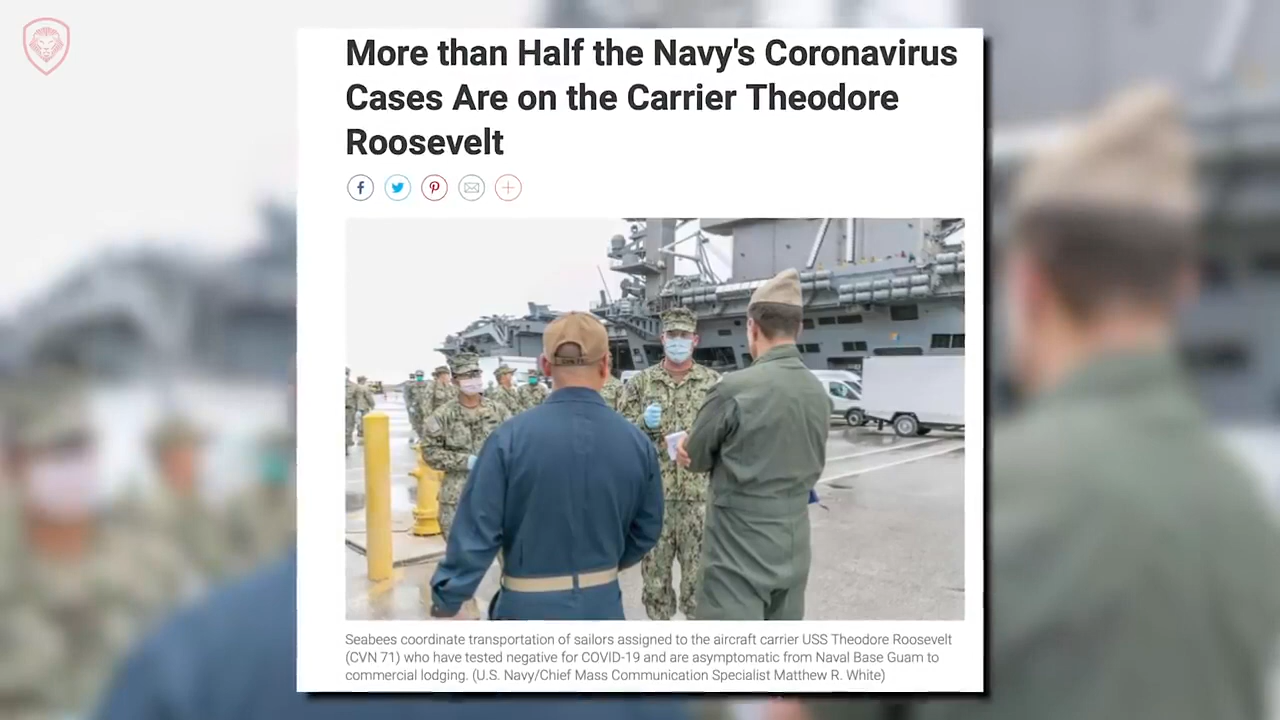 More than Half the Navy's Coronavirus
Cases Are on the Carrier Theodore
Roosevelt
Seabees coordinate transportation of sailors assigned to the aircraft carrier USS Theodore Roosevelt
(CVN 71) who have tested negative for COVID-19 and are asymptomatic from Naval Base Guam to
commercial lodging. (U.S. Navy/Chief Mass Communication Specialist Matthew R. White)